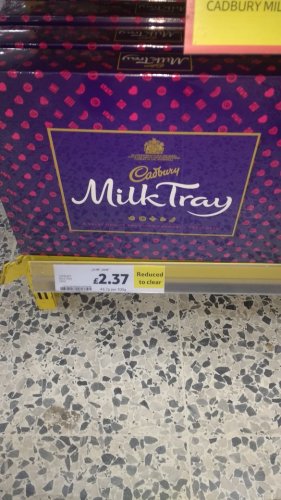 CADBURY MIL
Cadbury
Milk Tray
£2.37
Reduced
to clear